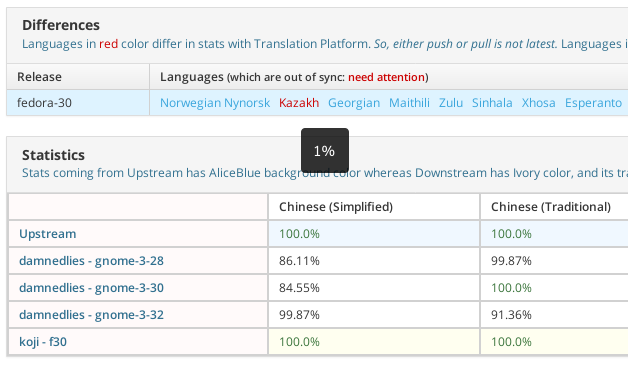 Differences
Languages in red color differ in stats with Translation Platform. So, either push or pull is not latest. Languages i
Release Languages (which are out of sync: need attention)
fedora-30 Norwegian Nynorsk Kazakh Georgian Maithili Zulu Sinhala Xhosa Esperanto
1%
Statistics
Stats coming from Upstream has AliceBlue background color whereas Downstream has Ivory color, and its tra
Chinese (Simplified) Chinese (Traditional)
Upstream 100.0% 100.0%
damnedlies - gnome-3-28 86.11% 99.87%
damnedlies - gnome-3-30 84.55% 100.0%
damnedlies - gnome-3-32 99.87% 91.36%
koji - f30 100.0% 100.0%